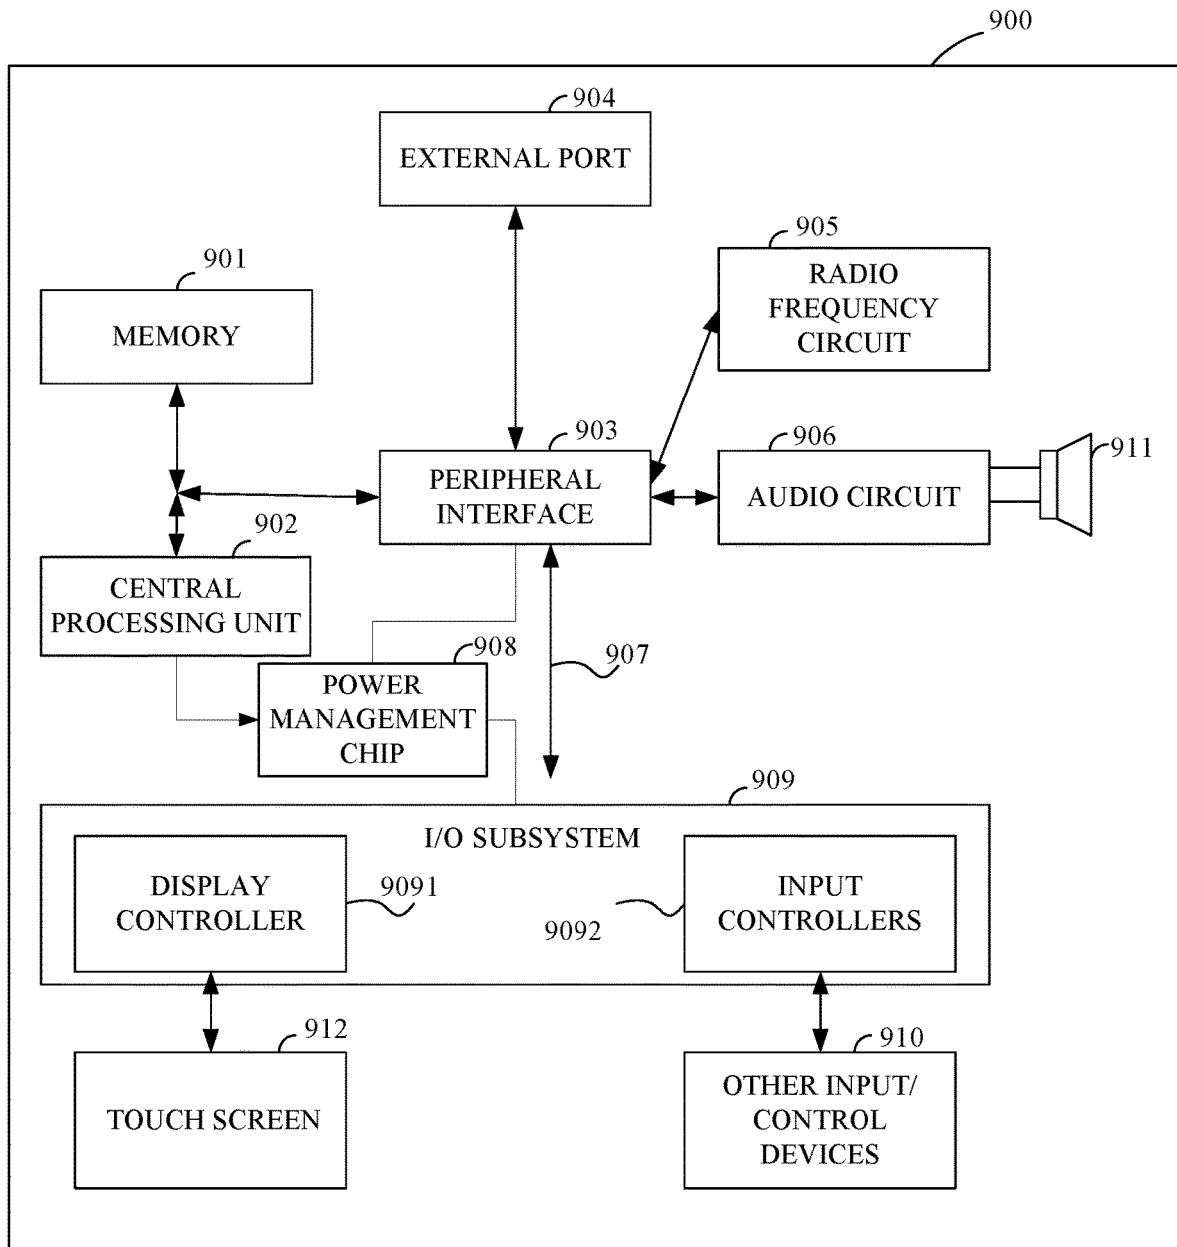 900
904
EXTERNAL PORT
905
RADIO
FREQUENCY
CIRCUIT
901
MEMORY
903
PERIPHERAL
INTERFACE
906
AUDIO CIRCUIT
911
902
CENTRAL
PROCESSING UNIT
908
POWER
MANAGEMENT
CHIP
907
909
I/O SUBSYSTEM
DISPLAY
CONTROLLER
9091
9092
INPUT
CONTROLLERS
912
TOUCH SCREEN
910
OTHER INPUT/
CONTROL
DEVICES